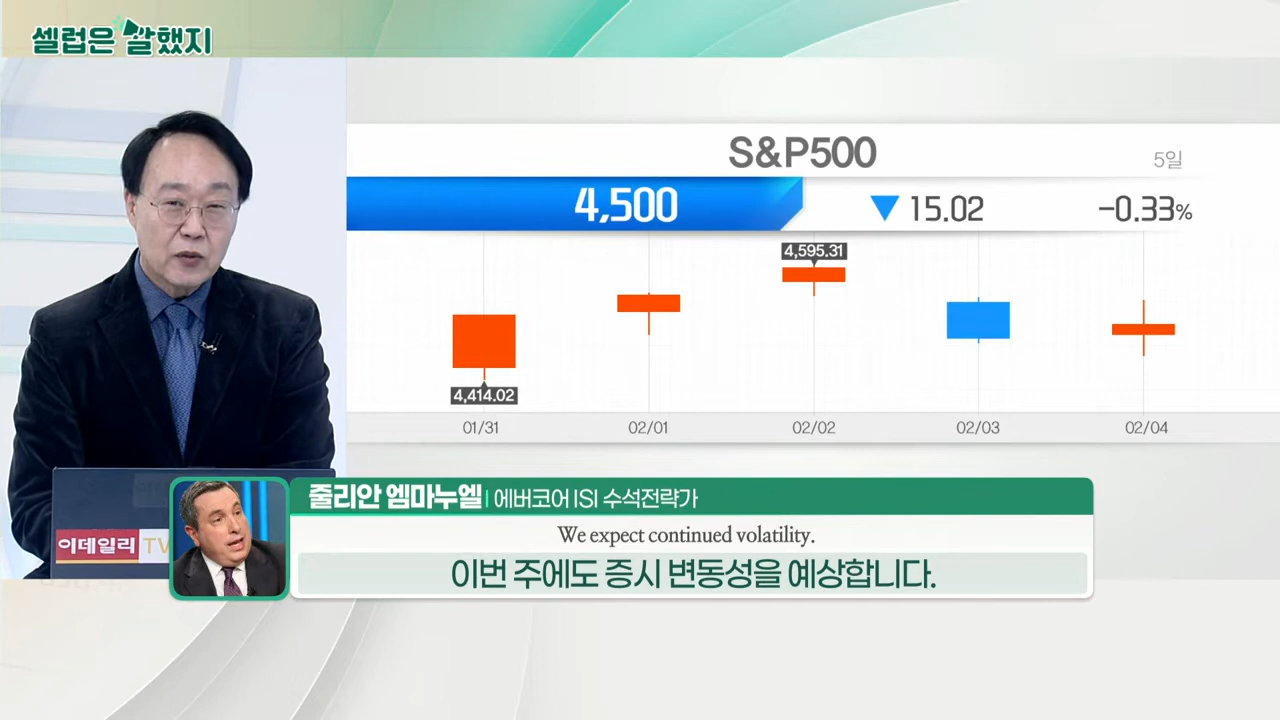 셀럽은 말했지
S&P500
5일
4,500
▼ 15.02
-0.33%
4,595.31
4,414.02
01/31
02/01
02/02
02/03
02/04
줄리안 엠마누엘 | 에버코어 ISI 수석전략가
We expect continued volatility.
이번 주에도 증시 변동성을 예상합니다.
이데일리 TV